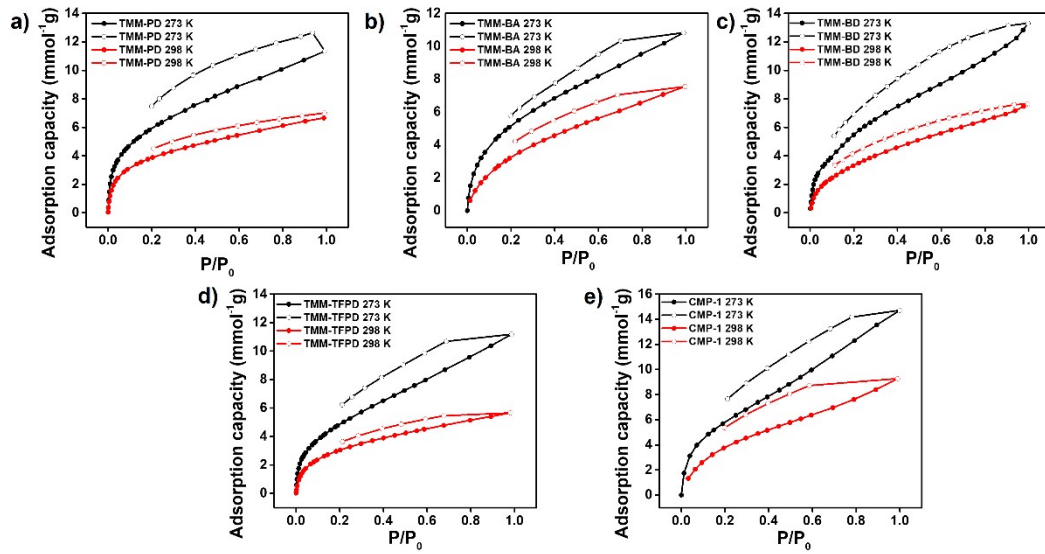 a)
TMM-PD 273 K
TMM-PD 273 K
TMM-PD 298 K
TMM-PD 298 K
Adsorption capacity (mmol⁻¹g)
14
12
10
8
6
4
2
0
0.0 0.2 0.4 0.6 0.8 1.0
P/P₀
b)
TMM-BA 273 K
TMM-BA 273 K
TMM-BA 298 K
TMM-BA 298 K
Adsorption capacity (mmol⁻¹g)
12
10
8
6
4
2
0
0.0 0.2 0.4 0.6 0.8 1.0
P/P₀
c)
TMM-BD 273 K
TMM-BD 273 K
TMM-BD 298 K
TMM-BD 298 K
Adsorption capacity (mmol⁻¹g)
14
12
10
8
6
4
2
0
0.0 0.2 0.4 0.6 0.8 1.0
P/P₀
d)
TMM-TFPD 273 K
TMM-TFPD 273 K
TMM-TFPD 298 K
TMM-TFPD 298 K
Adsorption capacity (mmol⁻¹g)
14
12
10
8
6
4
2
0
0.0 0.2 0.4 0.6 0.8 1.0
P/P₀
e)
CMP-1 273 K
CMP-1 273 K
CMP-1 298 K
CMP-1 298 K
Adsorption capacity (mmol⁻¹g)
16
14
12
10
8
6
4
2
0
0.0 0.2 0.4 0.6 0.8 1.0
P/P₀